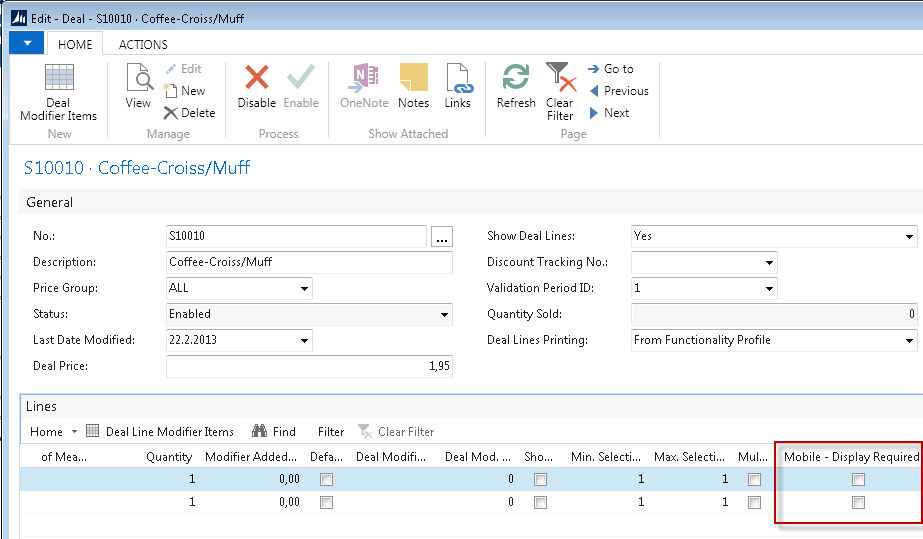 Edit - Deal - S10010 · Coffee-Croiss/Muff
HOME ACTIONS
Deal Modifier Items
New
View
Edit
New
Delete
Manage
Disable Enable
Process
OneNote Notes Links
Show Attached
Refresh
Clear Filter
Go to
Previous
Next
Page
S10010 · Coffee-Croiss/Muff
General
No.: S10010 ...
Description: Coffee-Croiss/Muff
Price Group: ALL
Status: Enabled
Last Date Modified: 22.2.2013
Deal Price: 1,95
Show Deal Lines: Yes
Discount Tracking No.:
Validation Period ID: 1
Quantity Sold: 0
Deal Lines Printing: From Functionality Profile
Lines
Home Deal Line Modifier Items Find Filter Clear Filter
of Mea... Quantity Modifier Added... Defa... Deal Modifi... Deal Mod. ... Sho... Min. Selecti... Max. Selecti... Mul... Mobile - Display Required
1 0,00 0 1 1
1 0,00 0 1 1